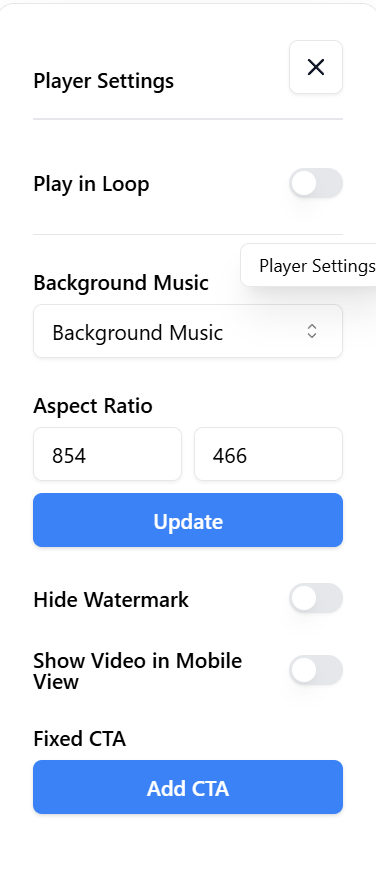 Player Settings
Play in Loop
Player Settings
Background Music
Background Music
Aspect Ratio
854
466
Update
Hide Watermark
Show Video in Mobile
View
Fixed CTA
Add CTA